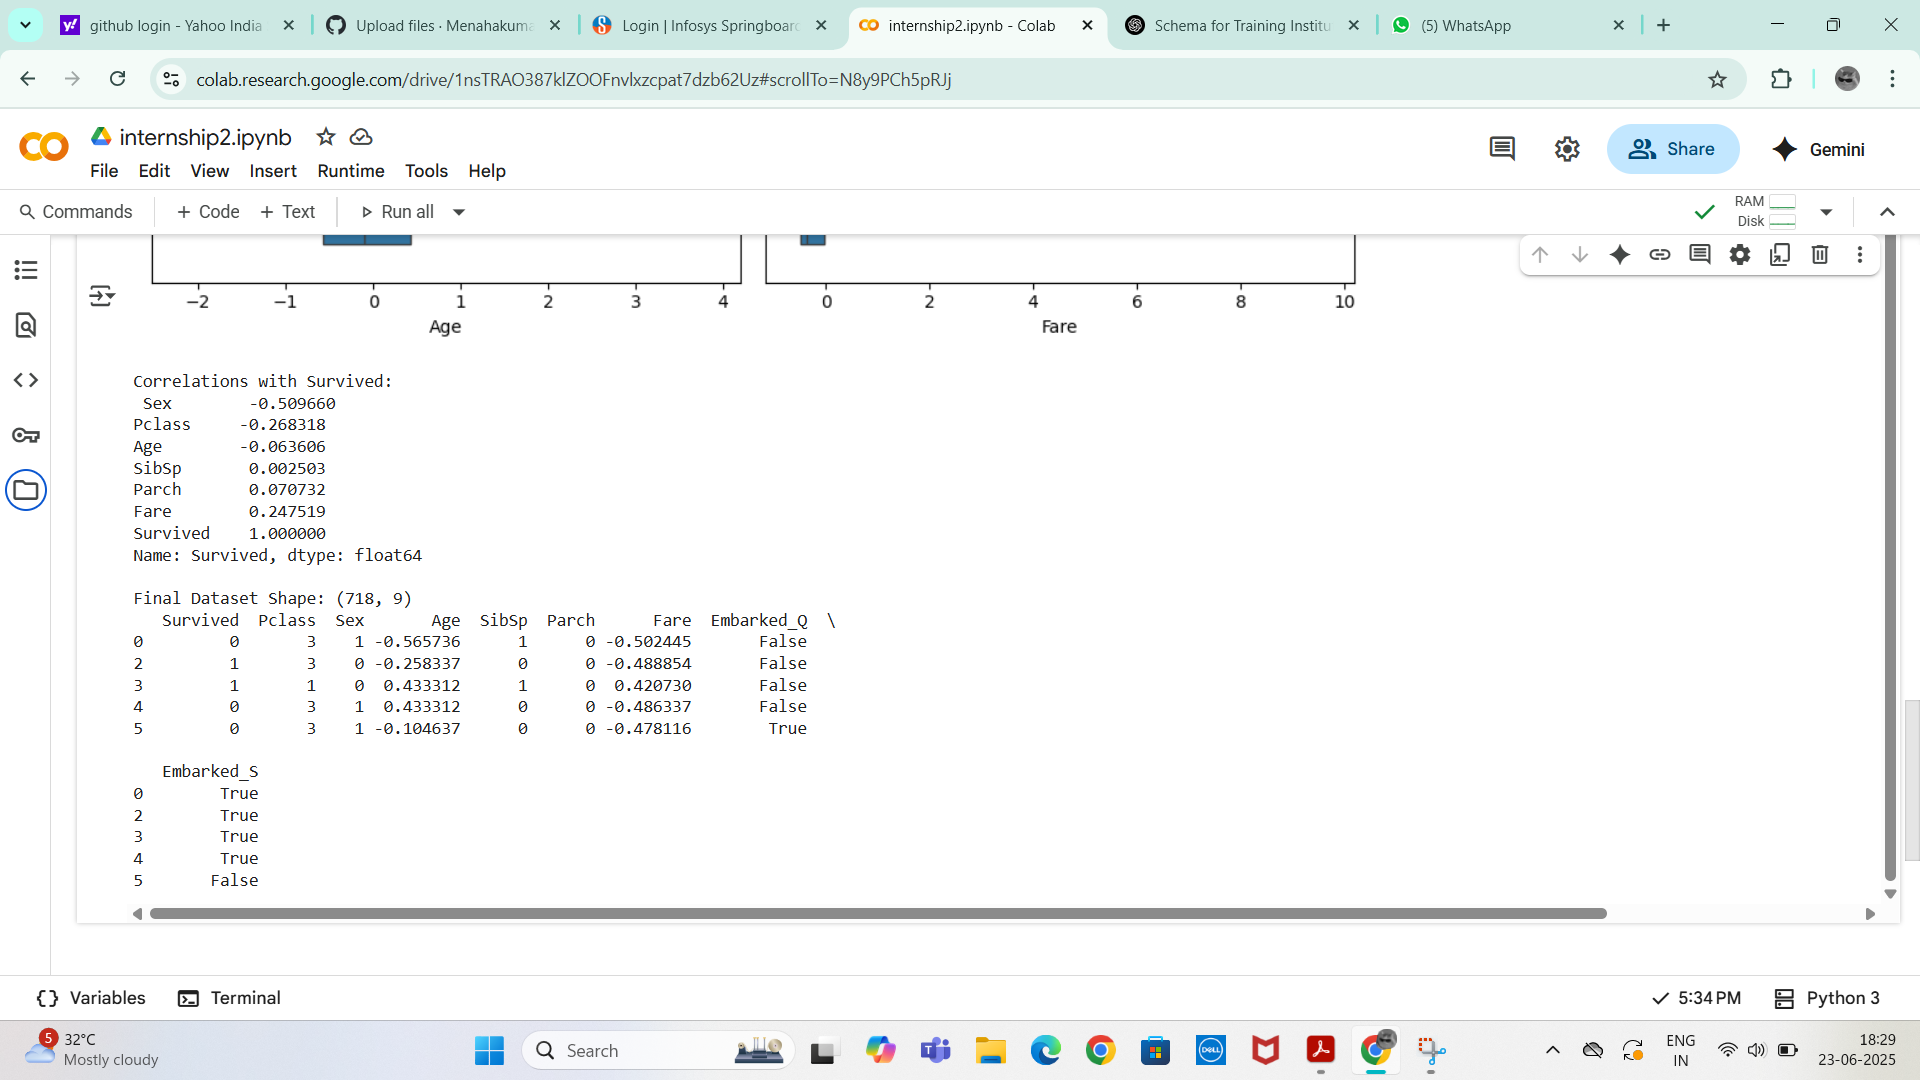 github login - Yahoo India
Upload files · Menahakuma
Login | Infosys Springboard
internship2.ipynb - Colab
Schema for Training Institu
(5) WhatsApp
colab.research.google.com/drive/1nsTRAO387klZOOFnvlxzcpat7dzb62Uz#scrollTo=N8y9PCh5pRJj
internship2.ipynb
File Edit View Insert Runtime Tools Help
Share
Gemini
Commands + Code + Text Run all
RAM
Disk
−2 −1 0 1 2 3 4
0 2 4 6 8 10
Age
Fare
Correlations with Survived:
Sex -0.509660
Pclass -0.268318
Age -0.063606
SibSp 0.002503
Parch 0.070732
Fare 0.247519
Survived 1.000000
Name: Survived, dtype: float64
Final Dataset Shape: (718, 9)
Survived Pclass Sex Age SibSp Parch Fare Embarked_Q \
0 0 3 1 -0.565736 1 0 -0.502445 False
2 1 3 0 -0.258337 0 0 -0.488854 False
3 1 1 0 0.433312 1 0 0.420730 False
4 0 3 1 0.433312 0 0 -0.486337 False
5 0 3 1 -0.104637 0 0 -0.478116 True
Embarked_S
0 True
2 True
3 True
4 True
5 False
Variables
Terminal
5:34 PM
Python 3
5
32°C
Mostly cloudy
Search
DELL
ENG
IN
18:29
23-06-2025